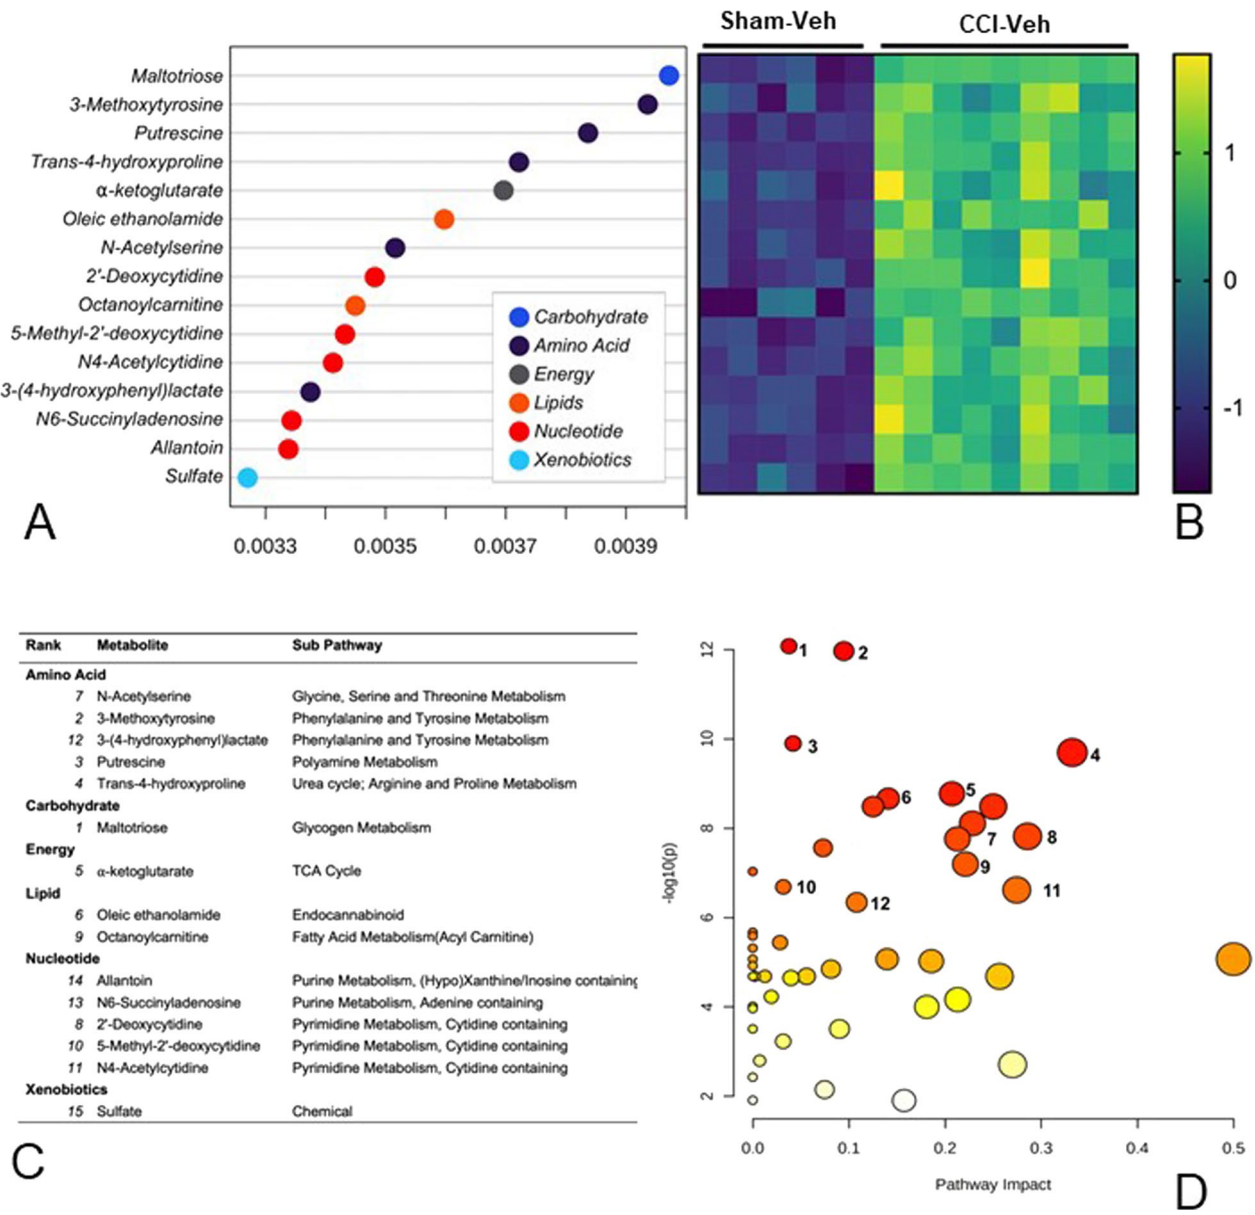 Sham-Veh CCI-Veh
Maltotriose
3-Methoxytyrosine
Putrescine
Trans-4-hydroxyproline
α-ketoglutarate
Oleic ethanolamide
N-Acetylserine
2'-Deoxycytidine
Octanoylcarnitine
5-Methyl-2'-deoxycytidine
N4-Acetylcytidine
3-(4-hydroxyphenyl)lactate
N6-Succinyladenosine
Allantoin
Sulfate
Carbohydrate
Amino Acid
Energy
Lipids
Nucleotide
Xenobiotics
0.0033 0.0035 0.0037 0.0039
A
1
0
-1
B
Rank Metabolite Sub Pathway
Amino Acid
7 N-Acetylserine Glycine, Serine and Threonine Metabolism
2 3-Methoxytyrosine Phenylalanine and Tyrosine Metabolism
12 3-(4-hydroxyphenyl)lactate Phenylalanine and Tyrosine Metabolism
3 Putrescine Polyamine Metabolism
4 Trans-4-hydroxyproline Urea cycle; Arginine and Proline Metabolism
Carbohydrate
1 Maltotriose Glycogen Metabolism
Energy
5 α-ketoglutarate TCA Cycle
Lipid
6 Oleic ethanolamide Endocannabinoid
9 Octanoylcarnitine Fatty Acid Metabolism(Acyl Carnitine)
Nucleotide
14 Allantoin Purine Metabolism, (Hypo)Xanthine/Inosine containing
13 N6-Succinyladenosine Purine Metabolism, Adenine containing
8 2'-Deoxycytidine Pyrimidine Metabolism, Cytidine containing
10 5-Methyl-2'-deoxycytidine Pyrimidine Metabolism, Cytidine containing
11 N4-Acetylcytidine Pyrimidine Metabolism, Cytidine containing
Xenobiotics
15 Sulfate Chemical
C
-log10(p)
12
10
8
6
4
2
1
2
3
4
5
6
7
8
9
10
11
12
0.0 0.1 0.2 0.3 0.4 0.5
Pathway Impact
D